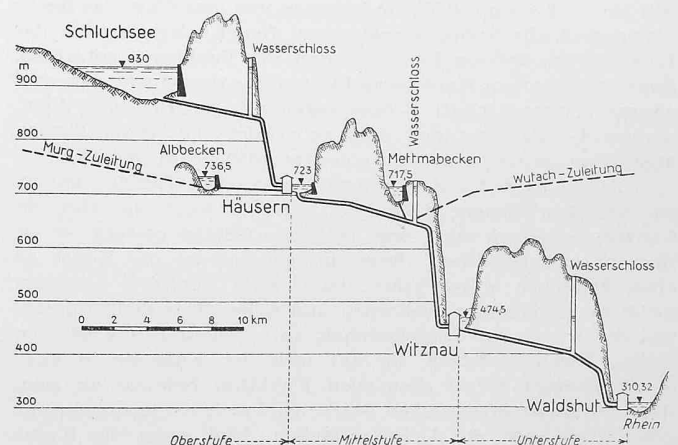 Schluchsee
930
m
900
800
700
600
500
400
300
Wasserschloss
Albbecken
736,5
Murg-Zuleitung
Häusern
723
Mettmabecken
717,5
Wasserschloss
Wutach-Zuleitung
0 2 4 6 8 10 km
474,5
Witznau
Wasserschloss
Waldshut
310,32
Rhein
Oberstufe
Mittelstufe
Unterstufe